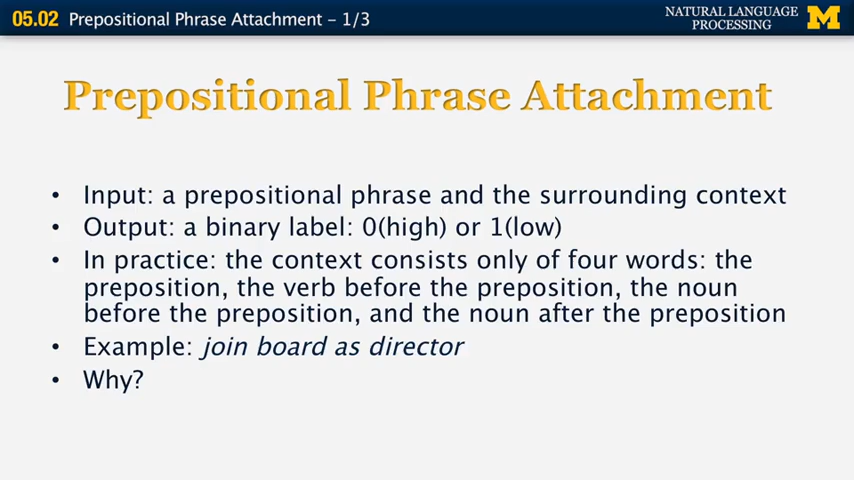 05.02 Prepositional Phrase Attachment – 1/3
NATURAL LANGUAGE
PROCESSING
M
Prepositional Phrase Attachment
• Input: a prepositional phrase and the surrounding context
• Output: a binary label: 0(high) or 1(low)
• In practice: the context consists only of four words: the
preposition, the verb before the preposition, the noun
before the preposition, and the noun after the preposition
• Example: join board as director
• Why?